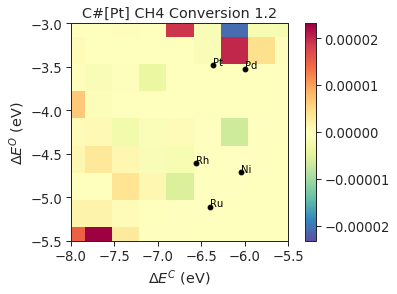 C#[Pt] CH4 Conversion 1.2
−3.0
−3.5
−4.0
−4.5
−5.0
−5.5
ΔE^O (eV)
Pt
Pd
Rh
Ni
Ru
−8.0 −7.5 −7.0 −6.5 −6.0 −5.5
ΔE^C (eV)
0.00002
0.00001
0.00000
−0.00001
−0.00002